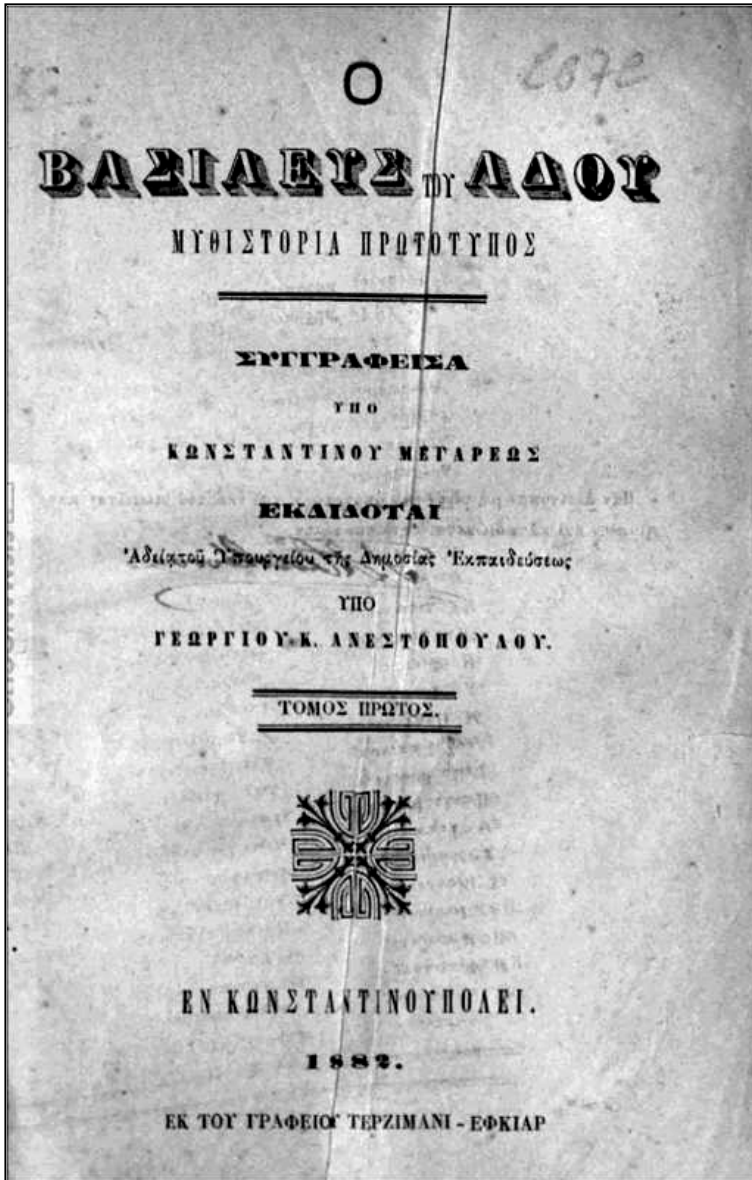 2072
Ο
ΒΑΣΙΛΕΥΣ ΤΟΥ ΑΔΟΥ
ΜΥΘΙΣΤΟΡΙΑ ΠΡΩΤΟΤΥΠΟΣ
ΣΥΓΓΡΑΦΕΙΣΑ
ΥΠΟ
ΚΩΝΣΤΑΝΤΙΝΟΥ ΜΕΓΑΡΕΩΣ
ΕΚΔΙΔΟΤΑΙ
Ἀδείᾳ τοῦ Ὑπουργείου τῆς Δημοσίας Ἐκπαιδεύσεως
ΥΠΟ
ΓΕΩΡΓΙΟΥ Κ. ΑΝΕΣΤΟΠΟΥΛΟΥ.
ΤΟΜΟΣ ΠΡΩΤΟΣ.
ΕΝ ΚΩΝΣΤΑΝΤΙΝΟΥΠΟΛΕΙ.
1882.
ΕΚ ΤΟΥ ΓΡΑΦΕΙΟΥ ΤΕΡΖΙΜΑΝΙ - ΕΦΚΙΑΡ